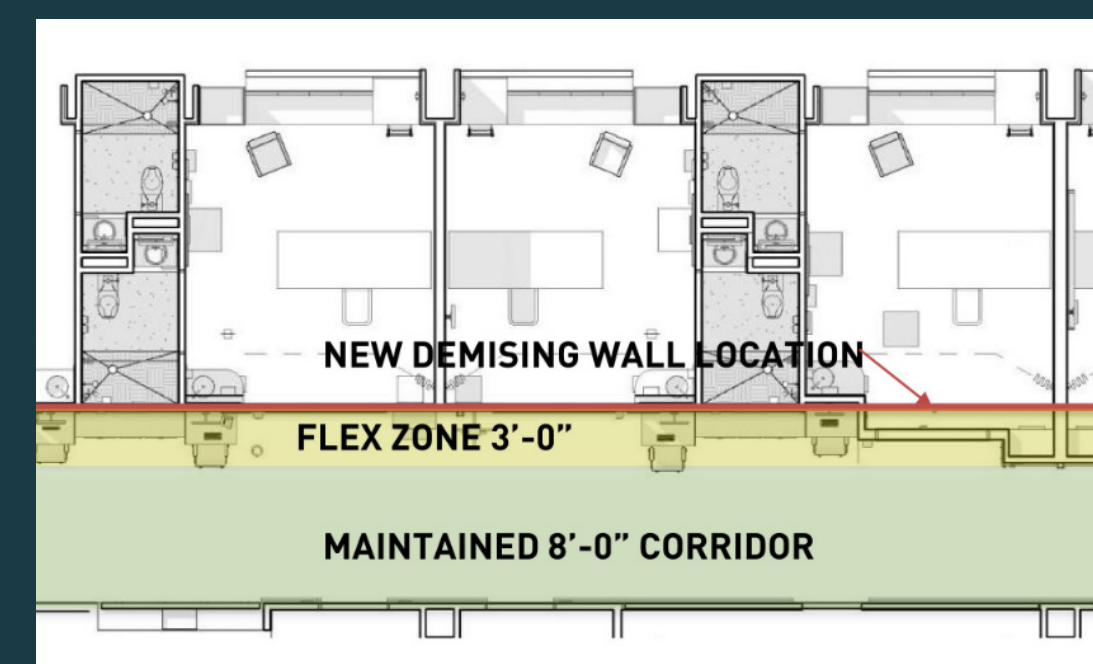 NEW DEMISING WALL LOCATION
FLEX ZONE 3’-0”
MAINTAINED 8’-0” CORRIDOR